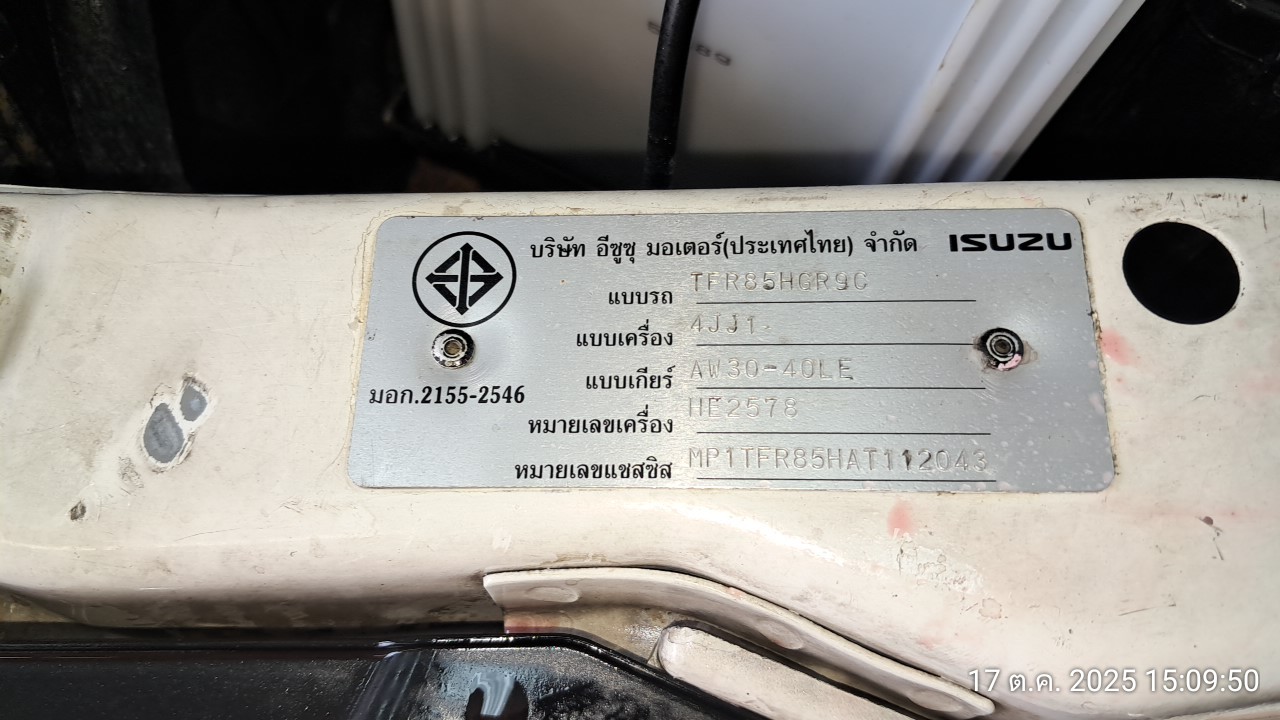 บริษัท อีซูซุ มอเตอร์(ประเทศไทย) จำกัด ISUZU
แบบรถ TFR85HGR9C
แบบเครื่อง 4JJ1
แบบเกียร์ AW30-40LE
มอก.2155-2546
หมายเลขเครื่อง HE2578
หมายเลขแชสซิส MP1TFR85HAT112043
17 ต.ค. 2025 15:09:50